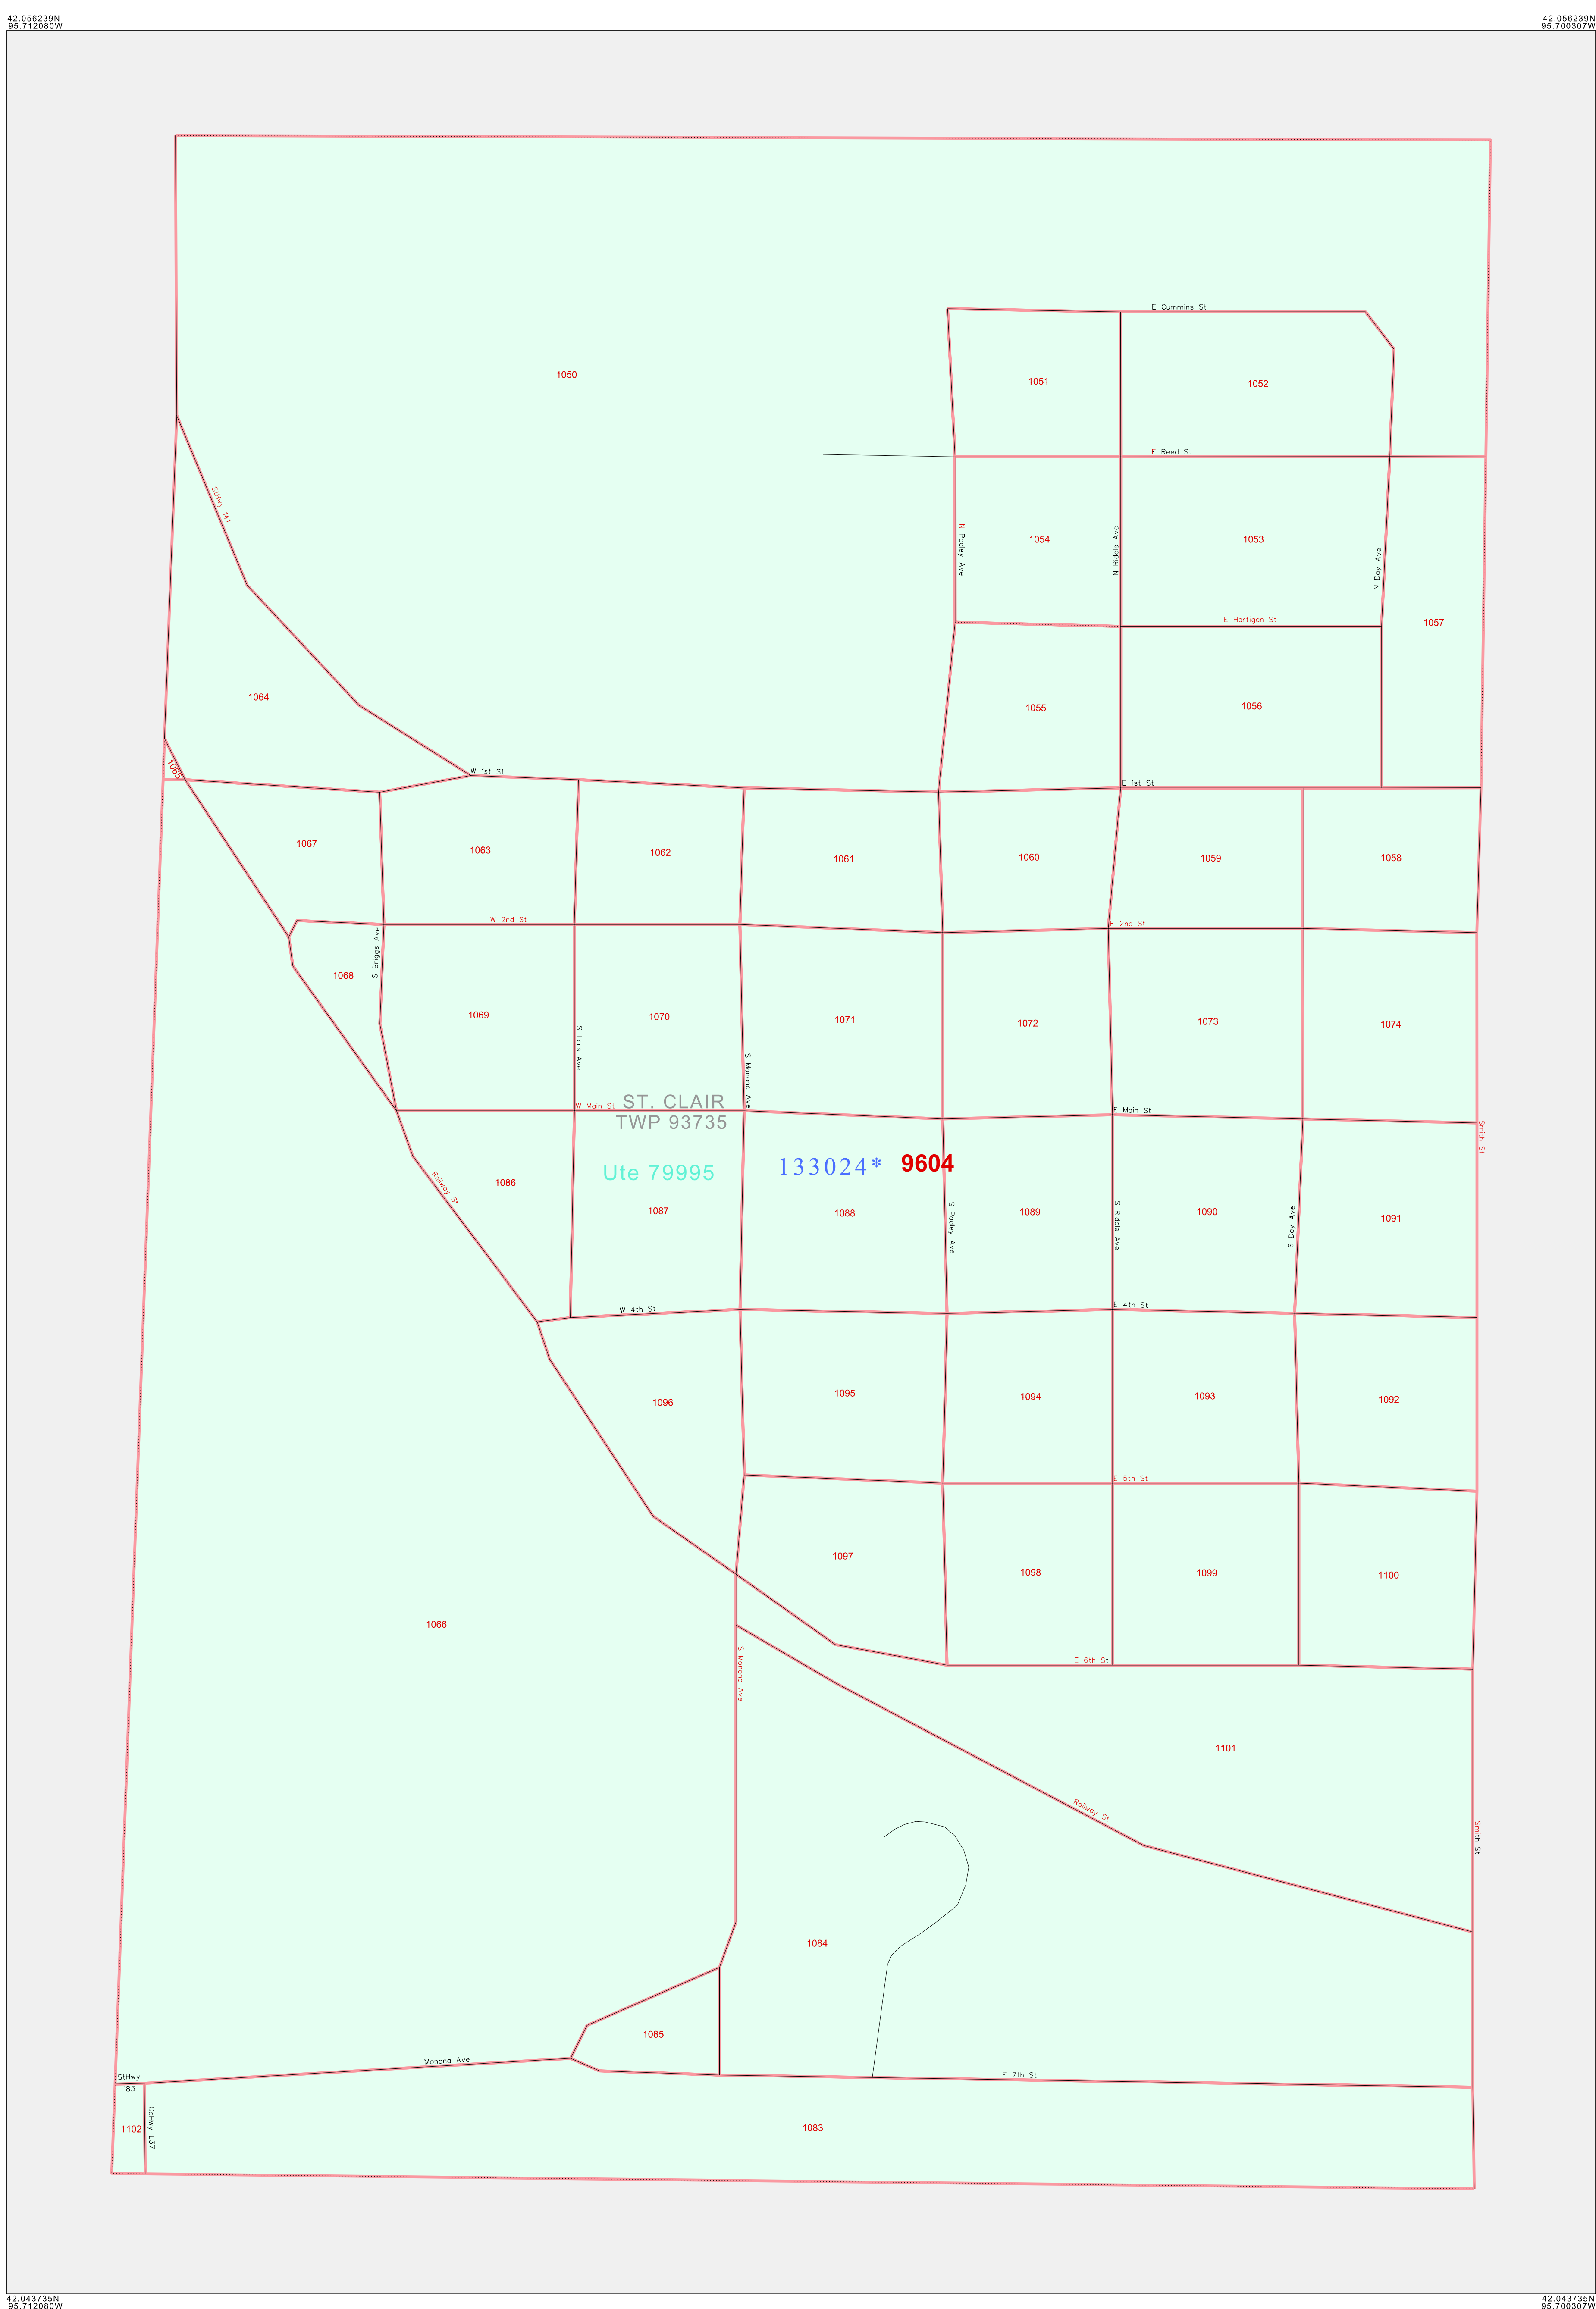 42.056239N
95.712080W
42.056239N
95.700307W
E Cummins St
1050
1051
1052
E Reed St
StHwy 141
N Padley Ave
N Riddle Ave
N Day Ave
1054
1053
E Hartigan St
1057
1064
1055
1056
1065
W 1st St
E 1st St
1067
1063
1062
1061
1060
1059
1058
W 2nd St
E 2nd St
S Briggs Ave
1068
1069
1070
1071
1072
1073
1074
S Lars Ave
S Monona Ave
W Main St
ST. CLAIR
TWP 93735
E Main St
Smith St
Ute 79995
133024*
9604
Railway St
1086
1087
1088
1089
1090
1091
S Padley Ave
S Riddle Ave
S Day Ave
W 4th St
E 4th St
1096
1095
1094
1093
1092
E 5th St
1097
1098
1099
1100
1066
S Monona Ave
E 6th St
1101
Railway St
Smith St
1084
1085
Monona Ave
StHwy
183
E 7th St
CoHwy L37
1102
1083
42.043735N
95.712080W
42.043735N
95.700307W